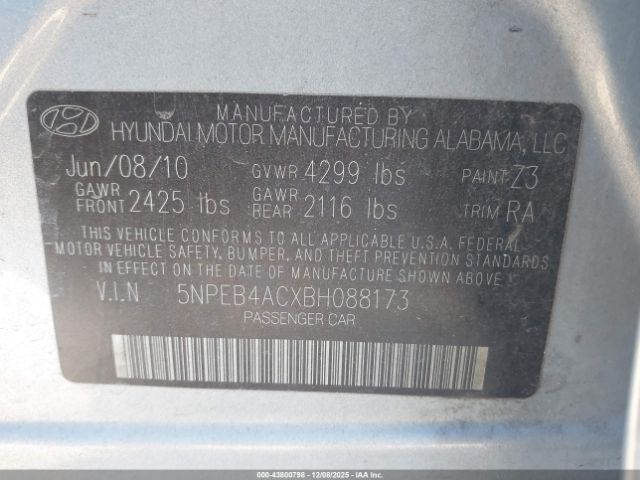 MANUFACTURED BY
HYUNDAI MOTOR MANUFACTURING ALABAMA, LLC
Jun/08/10 GVWR 4299 lbs PAINT Z3
GAWR FRONT 2425 lbs GAWR REAR 2116 lbs TRIM RA
THIS VEHICLE CONFORMS TO ALL APPLICABLE U.S.A. FEDERAL
MOTOR VEHICLE SAFETY, BUMPER, AND THEFT PREVENTION STANDARDS
IN EFFECT ON THE DATE OF MANUFACTURE SHOWN ABOVE.
V.I.N 5NPEB4ACXBH088173
PASSENGER CAR
000-43800798 - 12/08/2025 - Copyright © 2025 IAA, Inc.